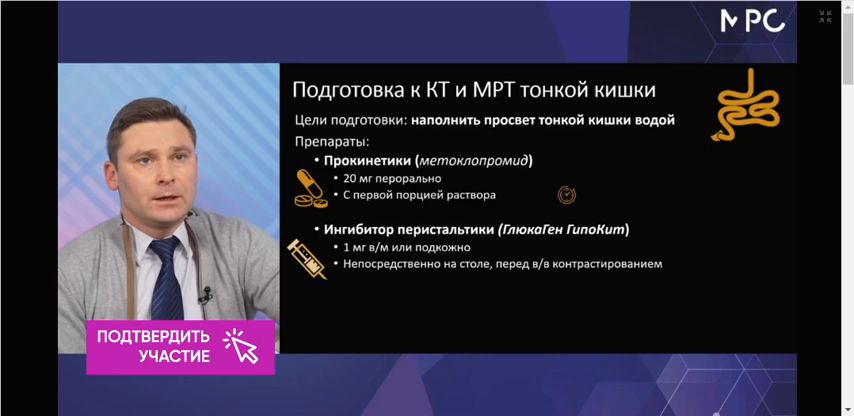 МРС
Подготовка к КТ и МРТ тонкой кишки
Цели подготовки: наполнить просвет тонкой кишки водой
Препараты:
• Прокинетики (метоклопромид)
• 20 мг перорально
• С первой порцией раствора
• Ингибитор перистальтики (ГлюкаГен ГипоКит)
• 1 мг в/м или подкожно
• Непосредственно на столе, перед в/в контрастированием
ПОДТВЕРДИТЬ
УЧАСТИЕ